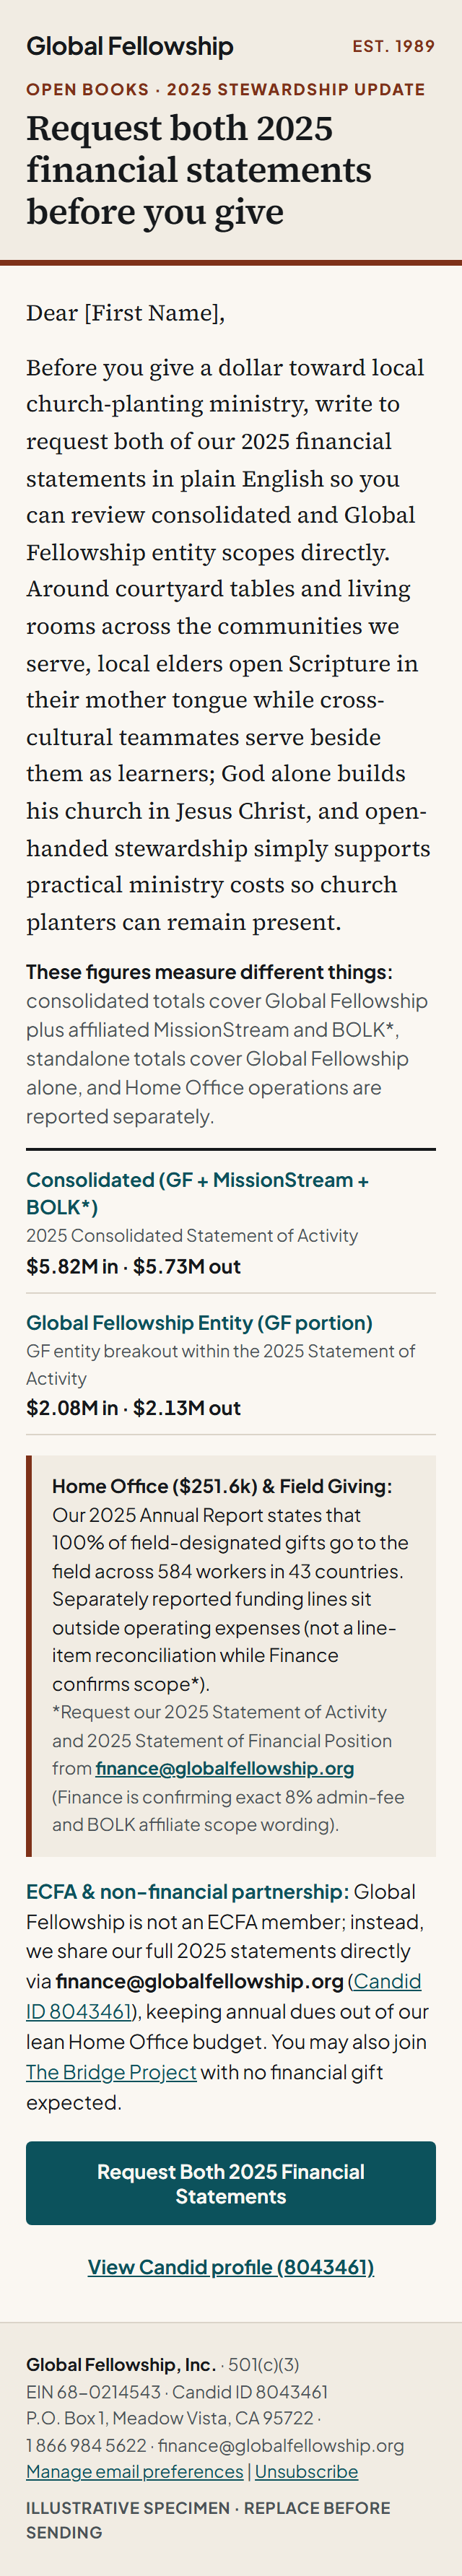 Global Fellowship
EST. 1989
OPEN BOOKS · 2025 STEWARDSHIP UPDATE
Request both 2025
financial statements
before you give
Dear [First Name],
Before you give a dollar toward local
church-planting ministry, write to
request both of our 2025 financial
statements in plain English so you
can review consolidated and Global
Fellowship entity scopes directly.
Around courtyard tables and living
rooms across the communities we
serve, local elders open Scripture in
their mother tongue while cross-
cultural teammates serve beside
them as learners; God alone builds
his church in Jesus Christ, and open-
handed stewardship simply supports
practical ministry costs so church
planters can remain present.
These figures measure different things:
consolidated totals cover Global Fellowship
plus affiliated MissionStream and BOLK*,
standalone totals cover Global Fellowship
alone, and Home Office operations are
reported separately.
Consolidated (GF + MissionStream +
BOLK*)
2025 Consolidated Statement of Activity
$5.82M in · $5.73M out
Global Fellowship Entity (GF portion)
GF entity breakout within the 2025 Statement of
Activity
$2.08M in · $2.13M out
Home Office ($251.6k) & Field Giving:
Our 2025 Annual Report states that
100% of field-designated gifts go to the
field across 584 workers in 43 countries.
Separately reported funding lines sit
outside operating expenses (not a line-
item reconciliation while Finance
confirms scope*).
*Request our 2025 Statement of Activity
and 2025 Statement of Financial Position
from finance@globalfellowship.org
(Finance is confirming exact 8% admin-fee
and BOLK affiliate scope wording).
ECFA & non-financial partnership: Global
Fellowship is not an ECFA member; instead,
we share our full 2025 statements directly
via finance@globalfellowship.org (Candid
ID 8043461), keeping annual dues out of our
lean Home Office budget. You may also join
The Bridge Project with no financial gift
expected.
Request Both 2025 Financial
Statements
View Candid profile (8043461)
Global Fellowship, Inc. · 501(c)(3)
EIN 68-0214543 · Candid ID 8043461
P.O. Box 1, Meadow Vista, CA 95722 ·
1 866 984 5622 · finance@globalfellowship.org
Manage email preferences | Unsubscribe
ILLUSTRATIVE SPECIMEN · REPLACE BEFORE
SENDING